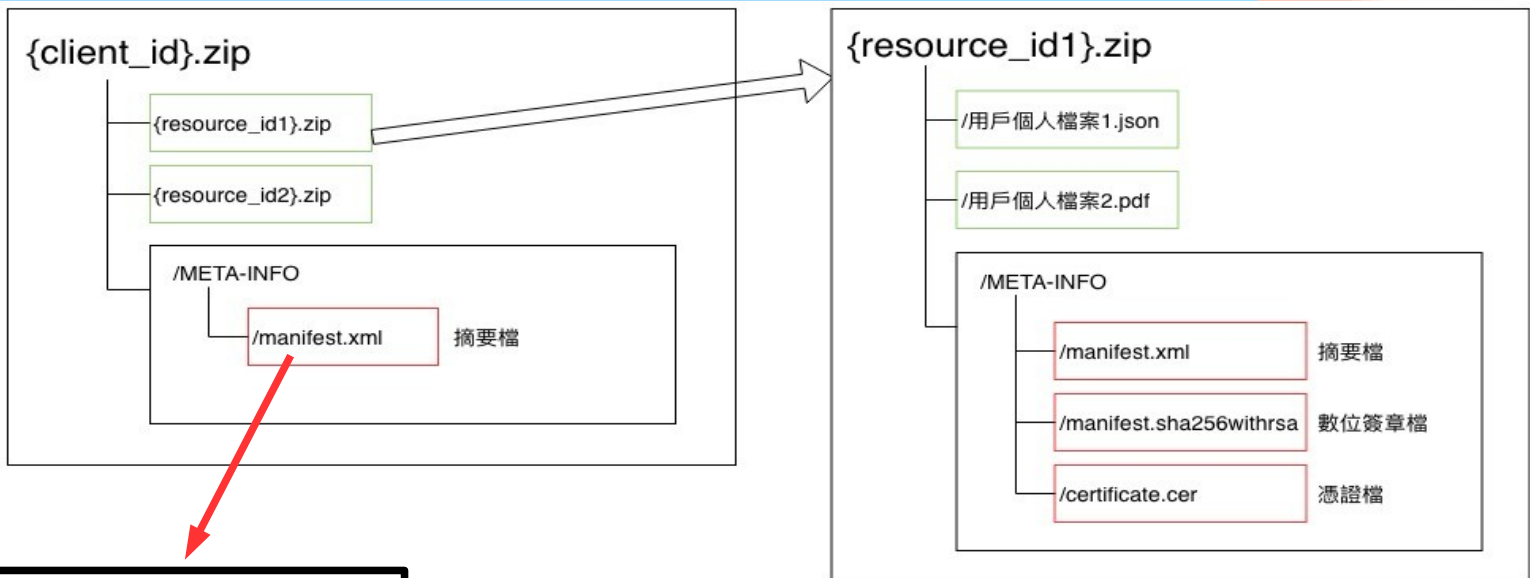 {client_id}.zip
{resource_id1}.zip
{resource_id2}.zip
/META-INFO
/manifest.xml 摘要檔
{resource_id1}.zip
/用戶個人檔案1.json
/用戶個人檔案2.pdf
/META-INFO
/manifest.xml 摘要檔
/manifest.sha256withrsa 數位簽章檔
/certificate.cer 憑證檔